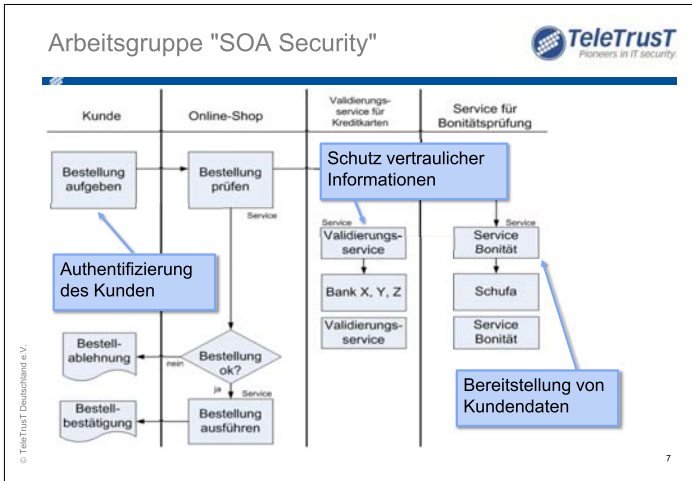 Arbeitsgruppe "SOA Security"
TeleTrusT
Pioneers in IT security.
Kunde
Online-Shop
Validierungs-
service für
Kreditkarten
Service für
Bonitätsprüfung
Bestellung
aufgeben
Bestellung
prüfen
Service
Schutz vertraulicher
Informationen
Service
Validierungs-
service
Service
Service
Bonität
Authentifizierung
des Kunden
Bank X, Y, Z
Schufa
Validierungs-
service
Service
Bonität
Bestell-
ablehnung
nein
Bestellung
ok?
ja
Service
Bestell-
bestätigung
Bestellung
ausführen
Bereitstellung von
Kundendaten
© TeleTrusT Deutschland e.V.
7